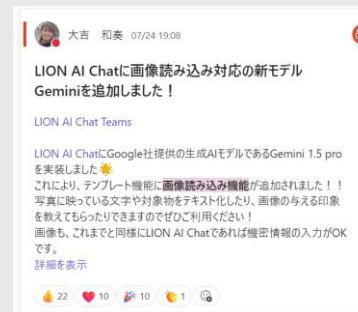 大吉 和奏 07/24 19:08
LION AI Chatに画像読み込み対応の新モデル
Geminiを追加しました！
LION AI Chat Teams
LION AI ChatにGoogle社提供の生成AIモデルであるGemini 1.5 pro
を実装しました🌟
これにより、テンプレート機能に画像読み込み機能が追加されました！！
写真に映っている文字や対象物をテキスト化したり、画像の与える印象
を教えてもらったりできますのでぜひご利用ください！
画像も、これまでと同様にLION AI Chatであれば機密情報の入力がOK
です。
詳細を表示
👍 22 ❤️ 10 🎉 10 👏 1